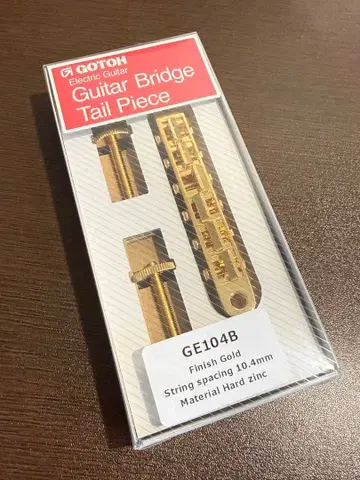 GOTOH
Electric Guitar
Guitar Bridge
Tail Piece
GE104B
Finish Gold
String spacing 10.4mm
Material Hard zinc